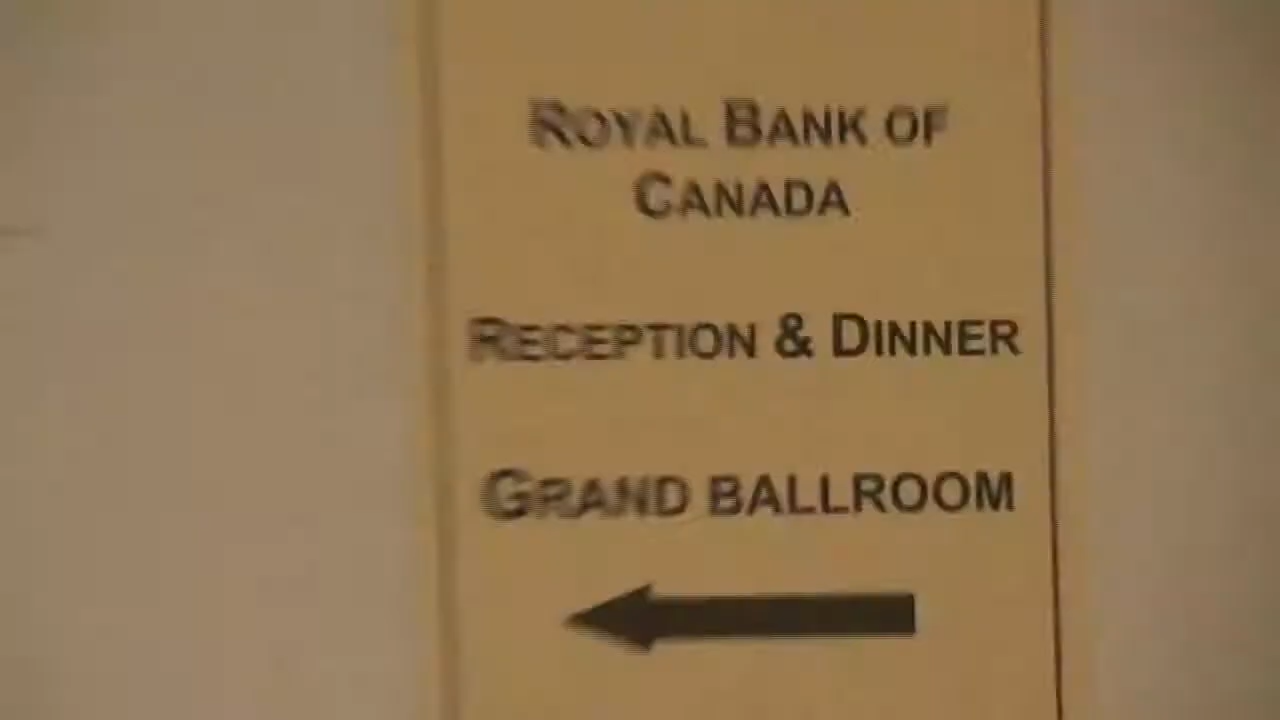 ROYAL BANK OF
CANADA
RECEPTION & DINNER
GRAND BALLROOM